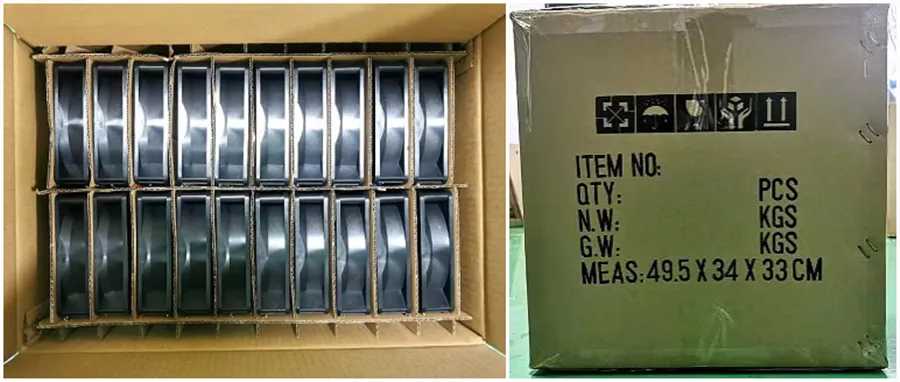 ITEM NO:
QTY: PCS
N.W: KGS
G.W: KGS
MEAS: 49.5 X 34 X 33 CM